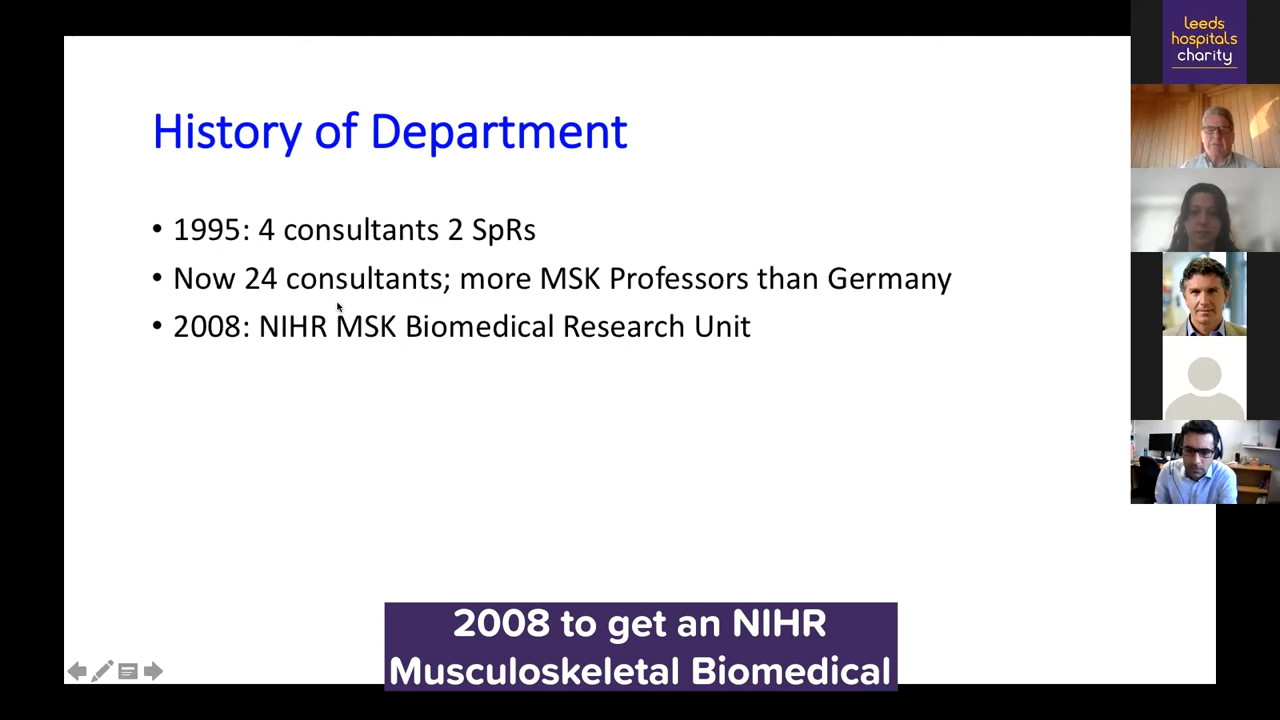 leeds
hospitals
charity
History of Department
• 1995: 4 consultants 2 SpRs
• Now 24 consultants; more MSK Professors than Germany
• 2008: NIHR MSK Biomedical Research Unit
2008 to get an NIHR
Musculoskeletal Biomedical